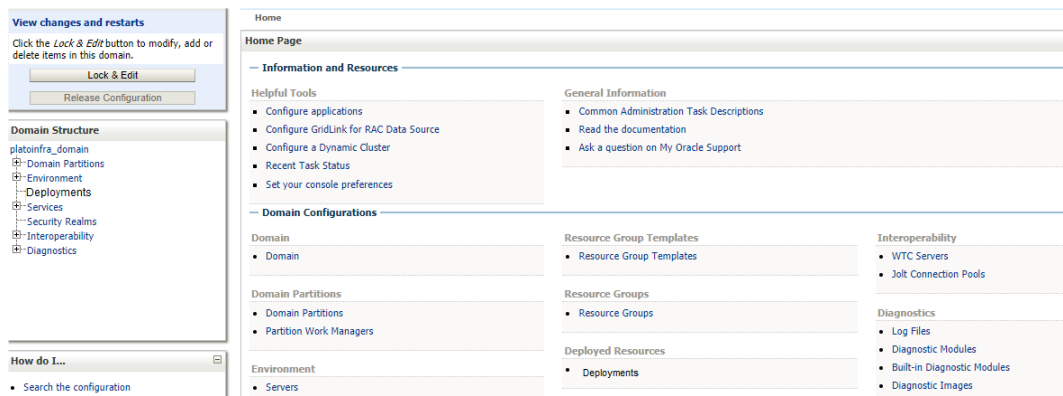 View changes and restarts
Click the Lock & Edit button to modify, add or
delete items in this domain.
Lock & Edit
Release Configuration
Domain Structure
platoinfra_domain
Domain Partitions
Environment
Deployments
Services
Security Realms
Interoperability
Diagnostics
How do I...
Search the configuration
Home
Home Page
Information and Resources
Helpful Tools
Configure applications
Configure GridLink for RAC Data Source
Configure a Dynamic Cluster
Recent Task Status
Set your console preferences
General Information
Common Administration Task Descriptions
Read the documentation
Ask a question on My Oracle Support
Domain Configurations
Domain
Domain
Domain Partitions
Domain Partitions
Partition Work Managers
Environment
Servers
Resource Group Templates
Resource Group Templates
Resource Groups
Resource Groups
Deployed Resources
Deployments
Interoperability
WTC Servers
Jolt Connection Pools
Diagnostics
Log Files
Diagnostic Modules
Built-in Diagnostic Modules
Diagnostic Images